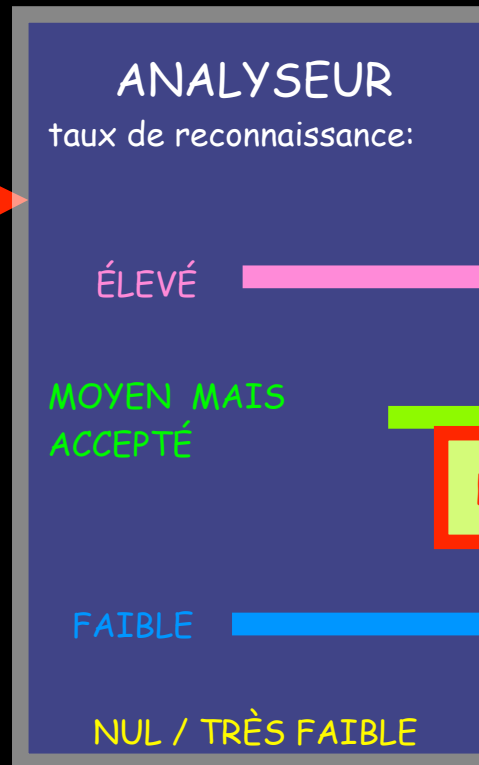 ANALYSEUR
taux de reconnaissance:
ÉLEVÉ
MOYEN MAIS
ACCEPTÉ
FAIBLE
NUL / TRÈS FAIBLE